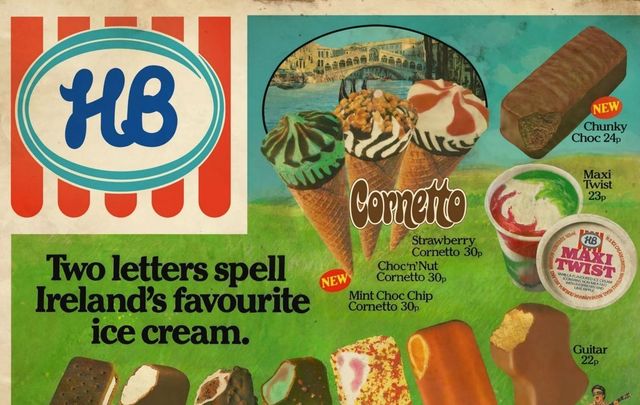 HB
Two letters spell
Ireland's favourite
ice cream.
Cornetto
Strawberry
Cornetto 30p
Choc'n'Nut
Cornetto 30p
NEW
Mint Choc Chip
Cornetto 30p
NEW
Chunky
Choc 24p
Maxi
Twist
23p
HB
MAXI
TWIST
Guitar
22p